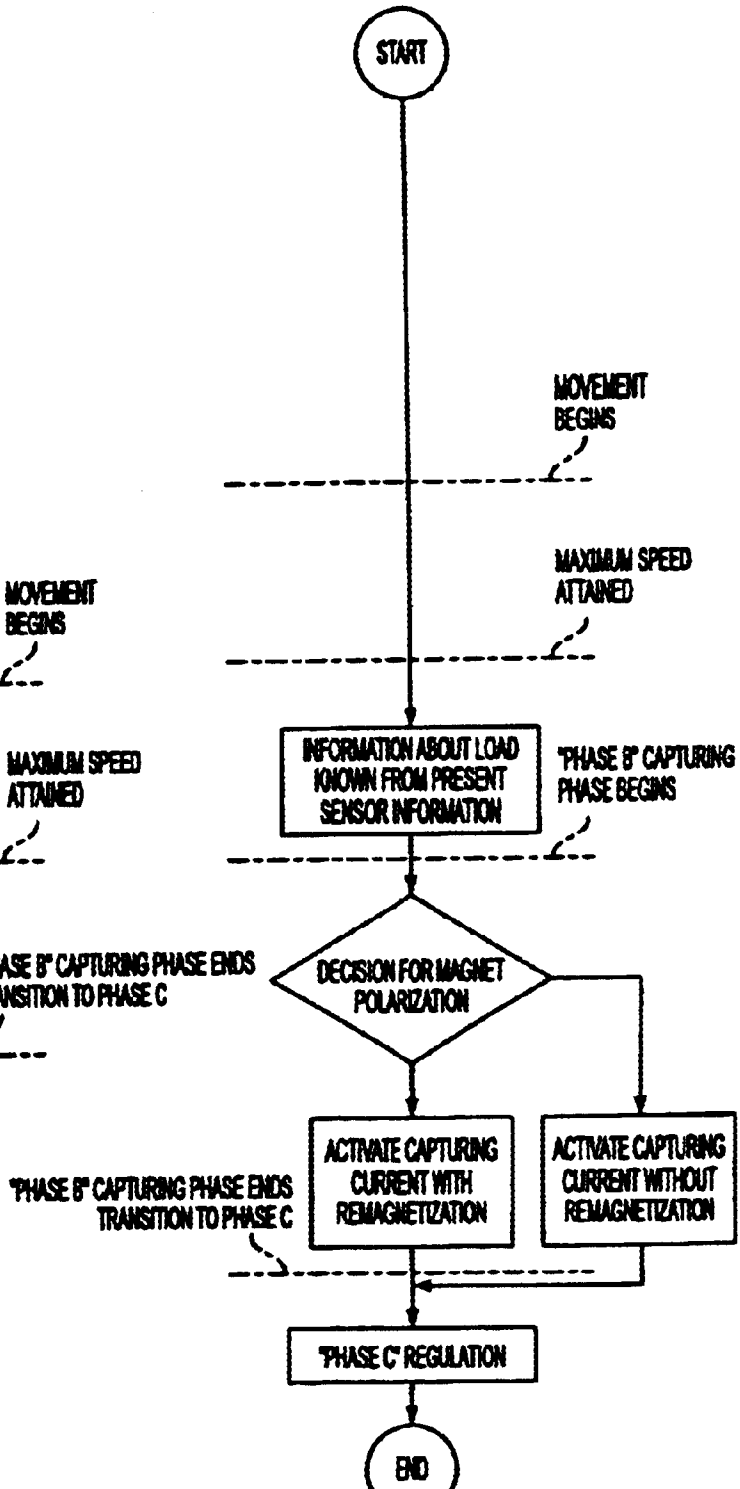 START
MOVEMENT
BEGINS
MAXIMUM SPEED
ATTAINED
MOVEMENT
BEGINS
INFORMATION ABOUT LOAD
KNOWN FROM PRESENT
SENSOR INFORMATION
"PHASE B" CAPTURING
PHASE BEGINS
MAXIMUM SPEED
ATTAINED
ASE B" CAPTURING PHASE ENDS
ANSITION TO PHASE C
DECISION FOR MAGNET
POLARIZATION
ACTIVATE CAPTURING
CURRENT WITH
REMAGNETIZATION
ACTIVATE CAPTURING
CURRENT WITHOUT
REMAGNETIZATION
"PHASE B" CAPTURING PHASE ENDS
TRANSITION TO PHASE C
"PHASE C" REGULATION
END